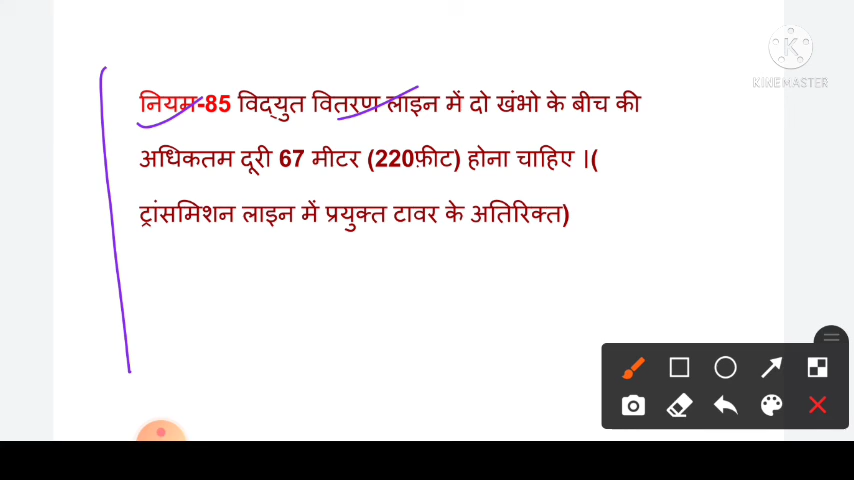 KINEMASTER
नियम-85 विद्युत वितरण लाइन में दो खंभो के बीच की
अधिकतम दूरी 67 मीटर (220फ़ीट) होना चाहिए ।(
ट्रांसमिशन लाइन में प्रयुक्त टावर के अतिरिक्त)